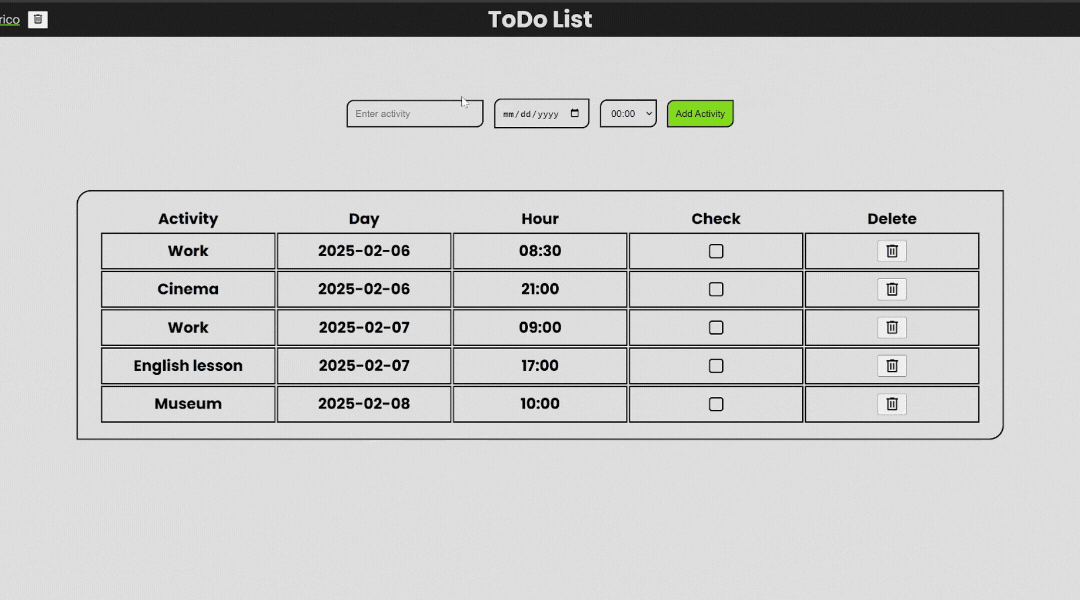 rico ToDo List
Enter activity mm/dd/yyyy 00:00 Add Activity
Activity Day Hour Check Delete
Work 2025-02-06 08:30
Cinema 2025-02-06 21:00
Work 2025-02-07 09:00
English lesson 2025-02-07 17:00
Museum 2025-02-08 10:00